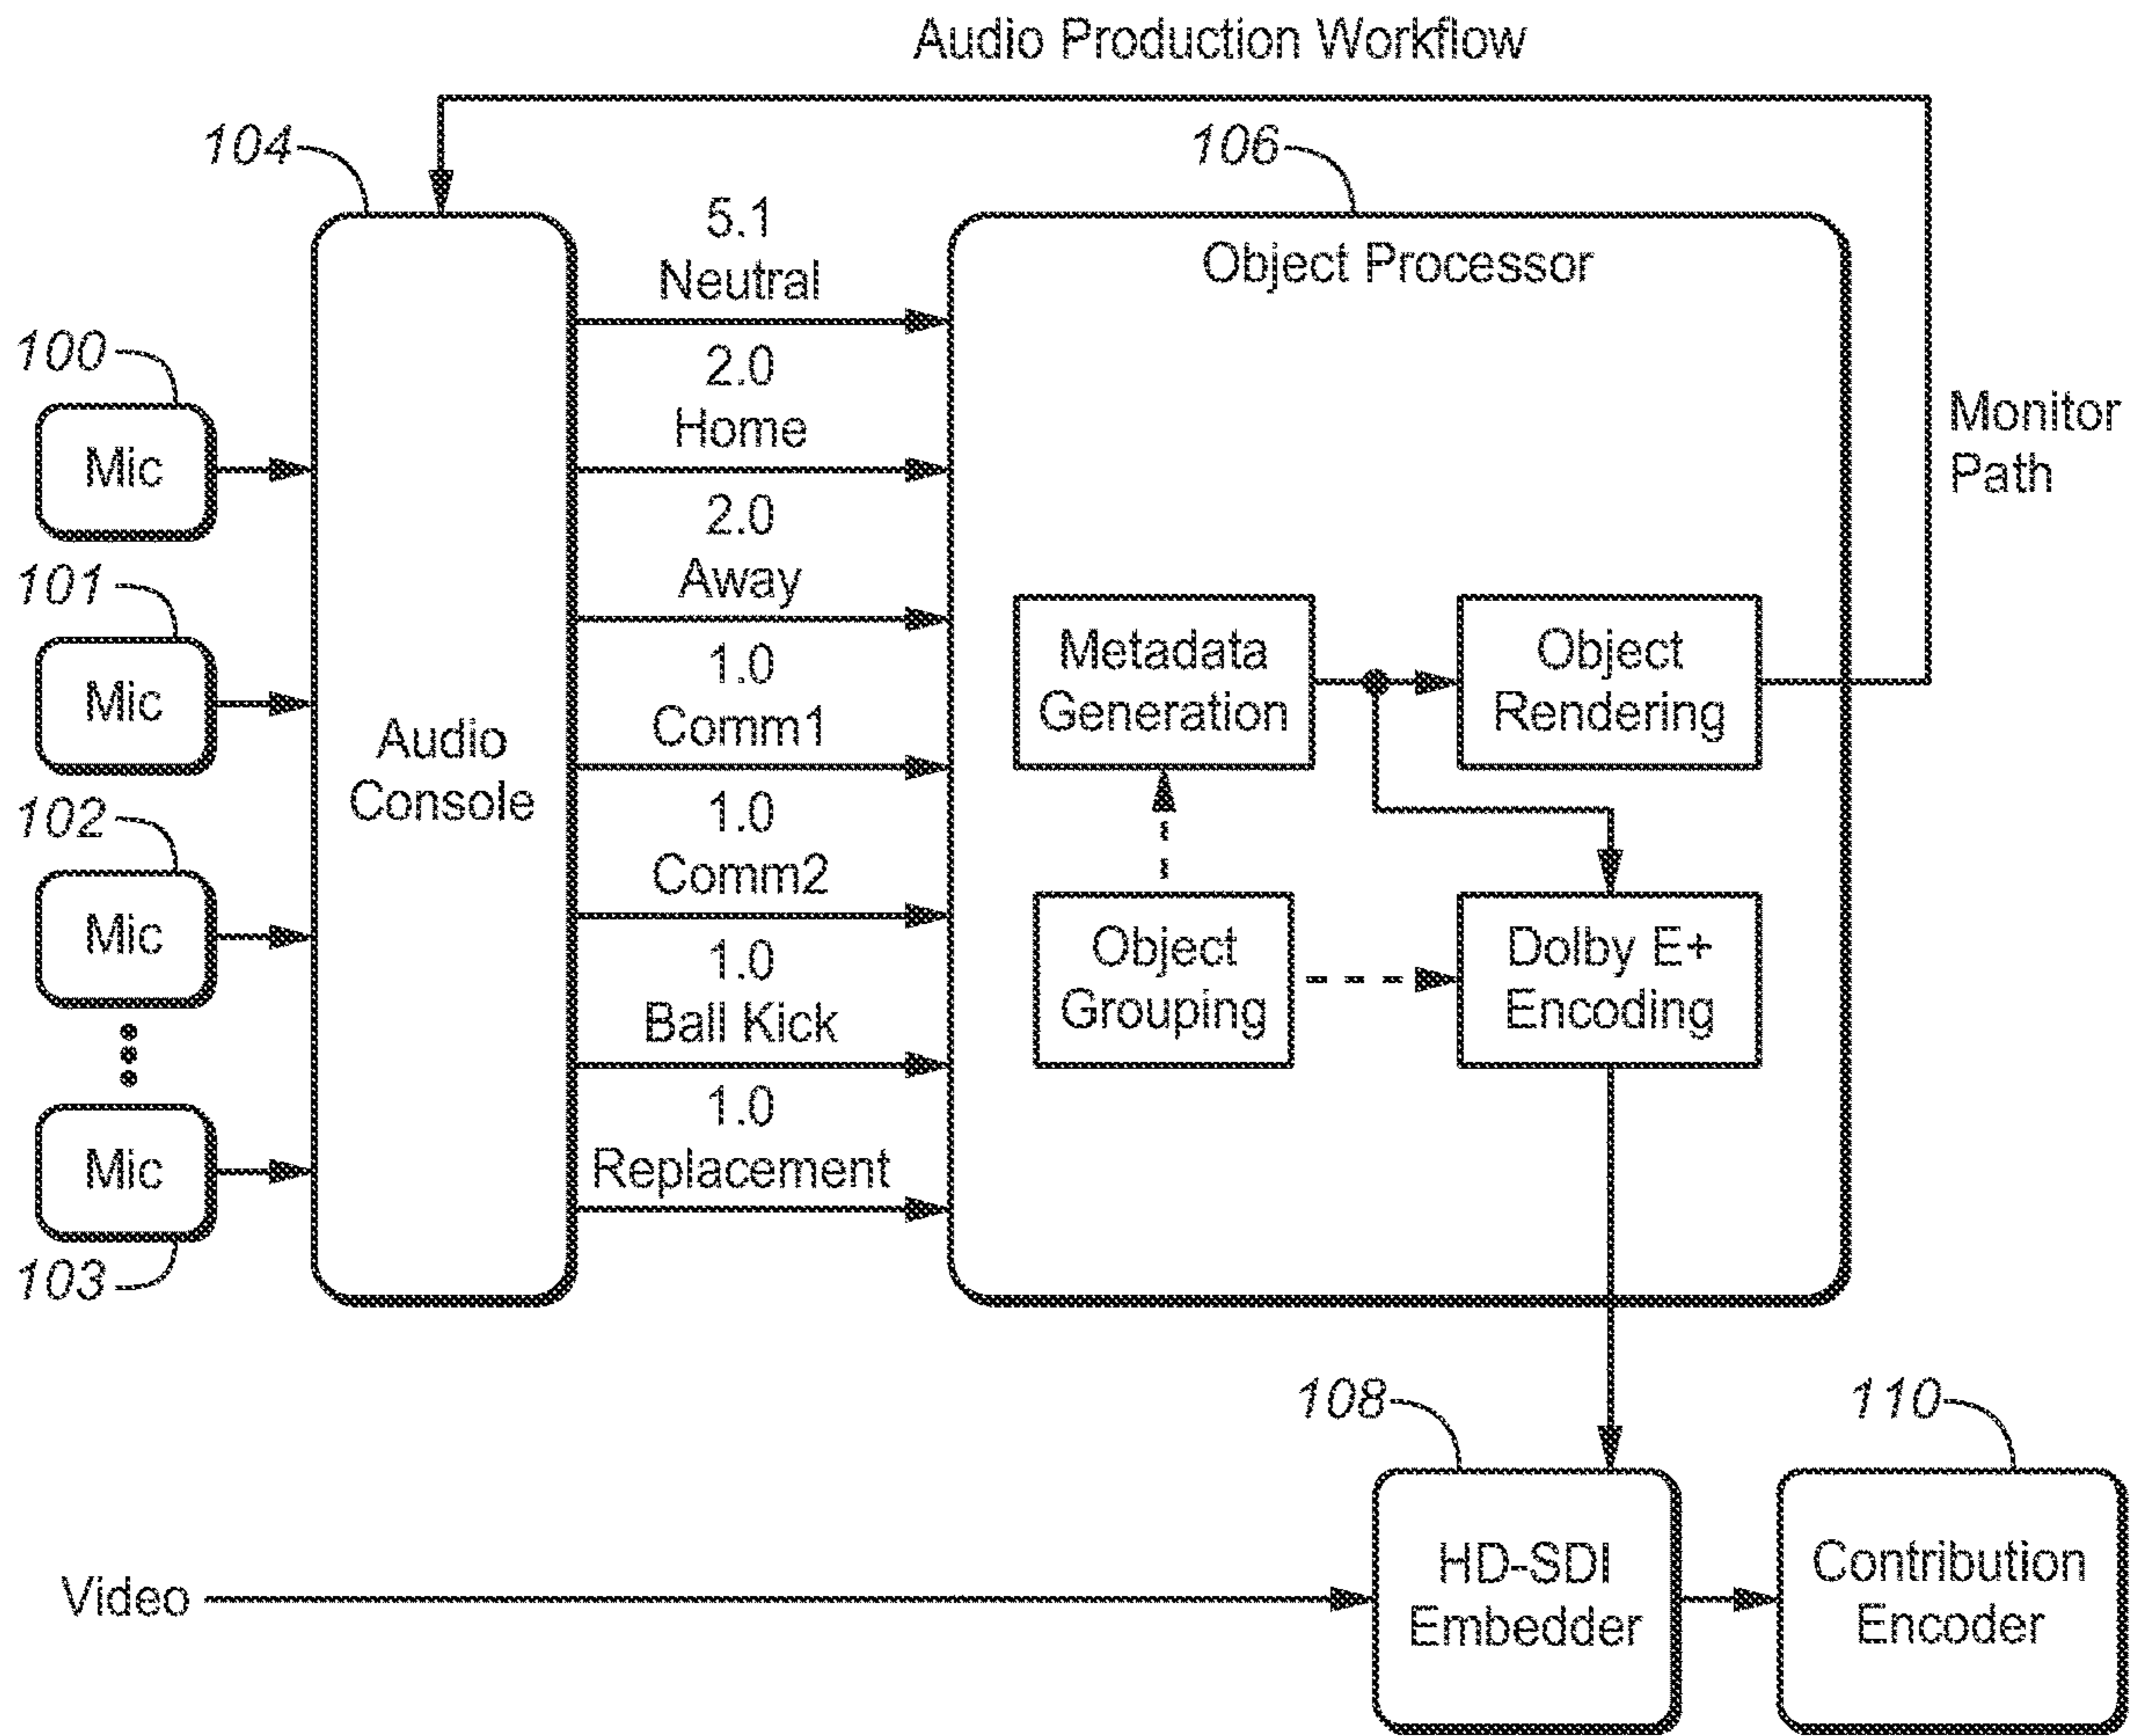 Audio Production Workflow
104
106
5.1
Neutral
Object Processor
100
2.0
Home
Monitor
Path
Mic
2.0
Away
101
Metadata
Generation
Object
Rendering
Mic
1.0
Comm1
Audio
Console
102
1.0
Comm2
Mic
Object
Grouping
Dolby E+
Encoding
1.0
Ball Kick
1.0
Replacement
Mic
103
108
110
Video
HD-SDI
Embedder
Contribution
Encoder